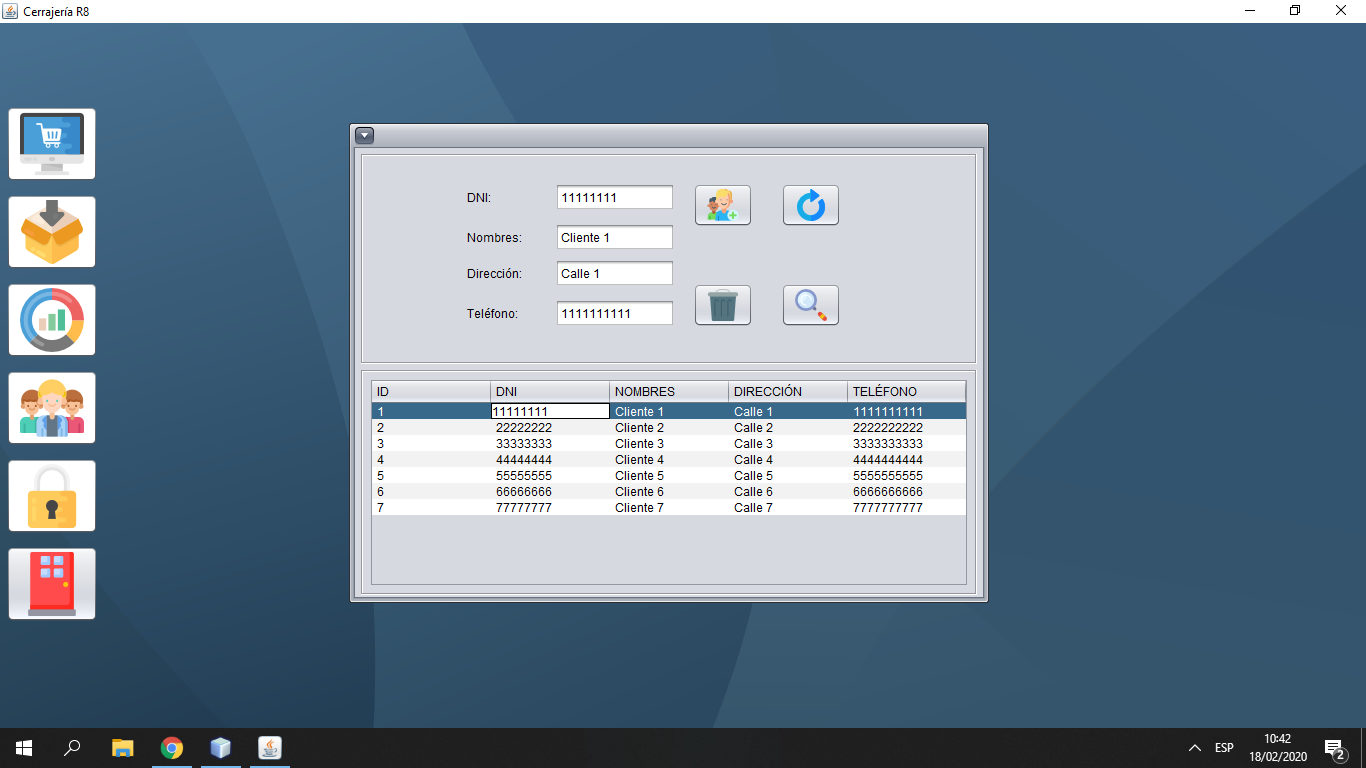 Cerrajería R8
DNI: 11111111
Nombres: Cliente 1
Dirección: Calle 1
Teléfono: 1111111111
ID DNI NOMBRES DIRECCIÓN TELÉFONO
1 11111111 Cliente 1 Calle 1 1111111111
2 22222222 Cliente 2 Calle 2 2222222222
3 33333333 Cliente 3 Calle 3 3333333333
4 44444444 Cliente 4 Calle 4 4444444444
5 55555555 Cliente 5 Calle 5 5555555555
6 66666666 Cliente 6 Calle 6 6666666666
7 77777777 Cliente 7 Calle 7 7777777777
ESP
10:42
18/02/2020
2